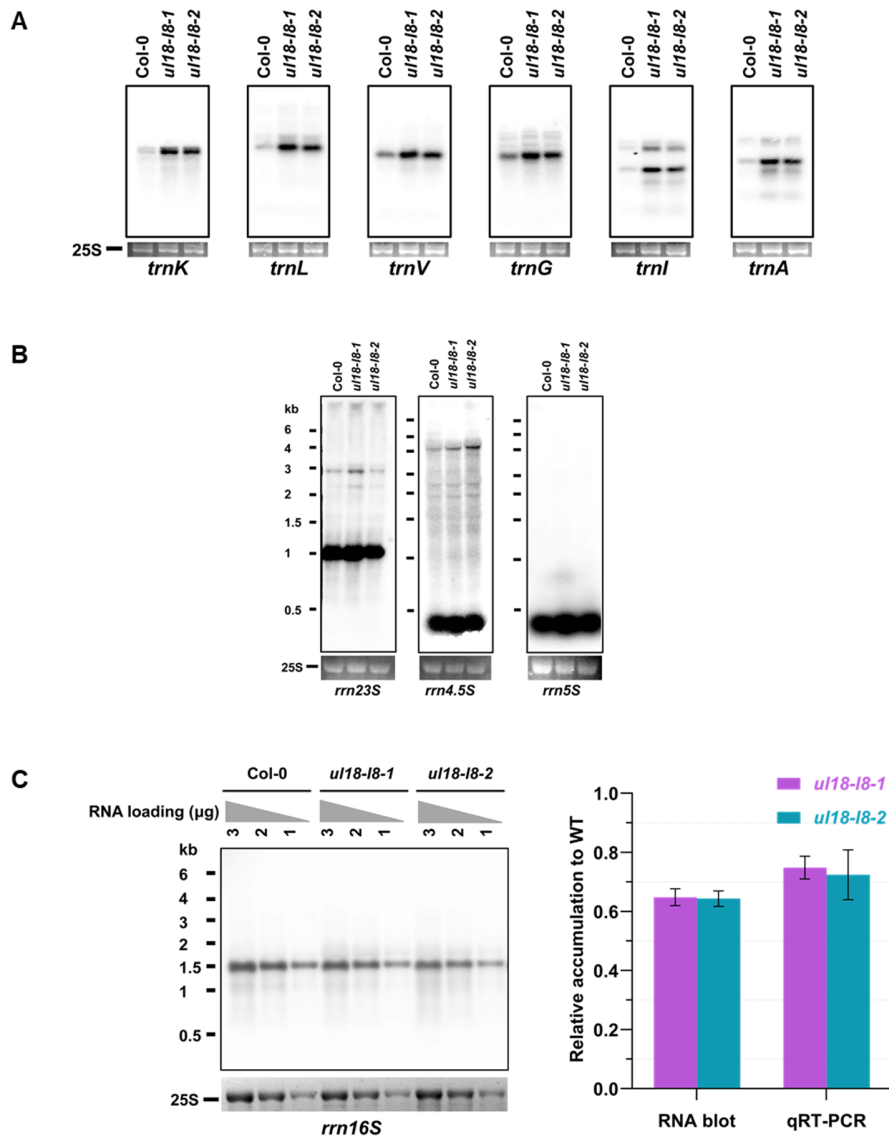 A
Col-0 ul18-l8-1 ul18-l8-2 Col-0 ul18-l8-1 ul18-l8-2 Col-0 ul18-l8-1 ul18-l8-2 Col-0 ul18-l8-1 ul18-l8-2 Col-0 ul18-l8-1 ul18-l8-2 Col-0 ul18-l8-1 ul18-l8-2
25S
trnK trnL trnV trnG trnI trnA
B
Col-0 ul18-l8-1 ul18-l8-2 Col-0 ul18-l8-1 ul18-l8-2 Col-0 ul18-l8-1 ul18-l8-2
kb
6
4
3
2
1.5
1
0.5
25S
rrn23S rrn4.5S rrn5S
C
Col-0 ul18-l8-1 ul18-l8-2
RNA loading (µg)
3 2 1 3 2 1 3 2 1
kb
6
4
3
2
1.5
1
0.5
25S
rrn16S
ul18-l8-1
ul18-l8-2
Relative accumulation to WT
1.0
0.8
0.6
0.4
0.2
0.0
RNA blot qRT-PCR